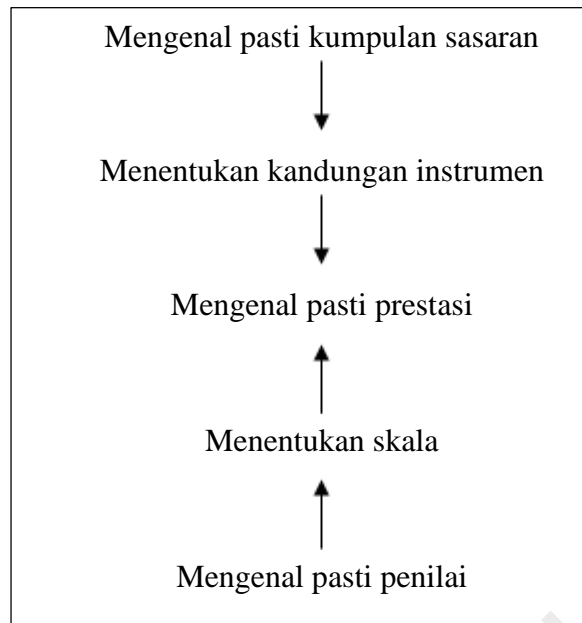 Mengenal pasti kumpulan sasaran
Menentukan kandungan instrumen
Mengenal pasti prestasi
Menentukan skala
Mengenal pasti penilai